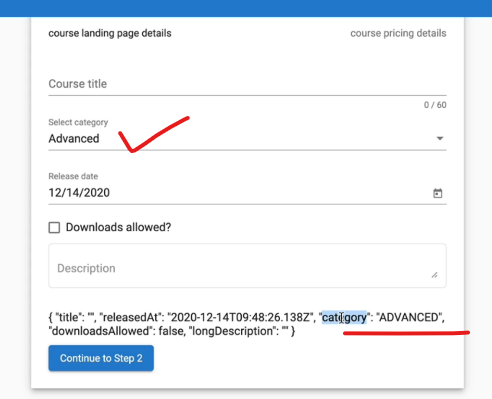 course landing page details course pricing details
Course title
0 / 60
Select category
Advanced
Release date
12/14/2020
Downloads allowed?
Description
{ "title": "", "releasedAt": "2020-12-14T09:48:26.138Z", "category": "ADVANCED",
"downloadsAllowed": false, "longDescription": "" }
Continue to Step 2